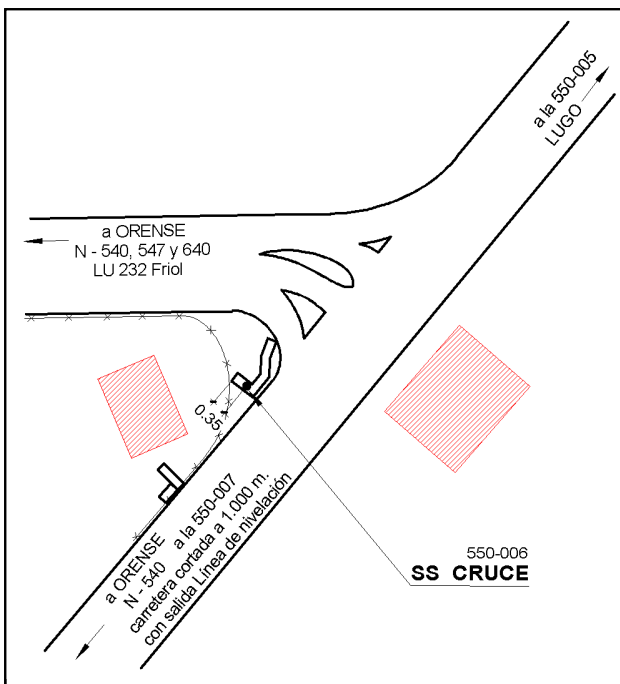 a la 550-005
LUGO
a ORENSE
N - 540, 547 y 640
LU 232 Friol
0.35
a ORENSE
N - 540 a la 550-007
carretera cortada a 1.000 m.
con salida Línea de nivelación
550-006
SS CRUCE